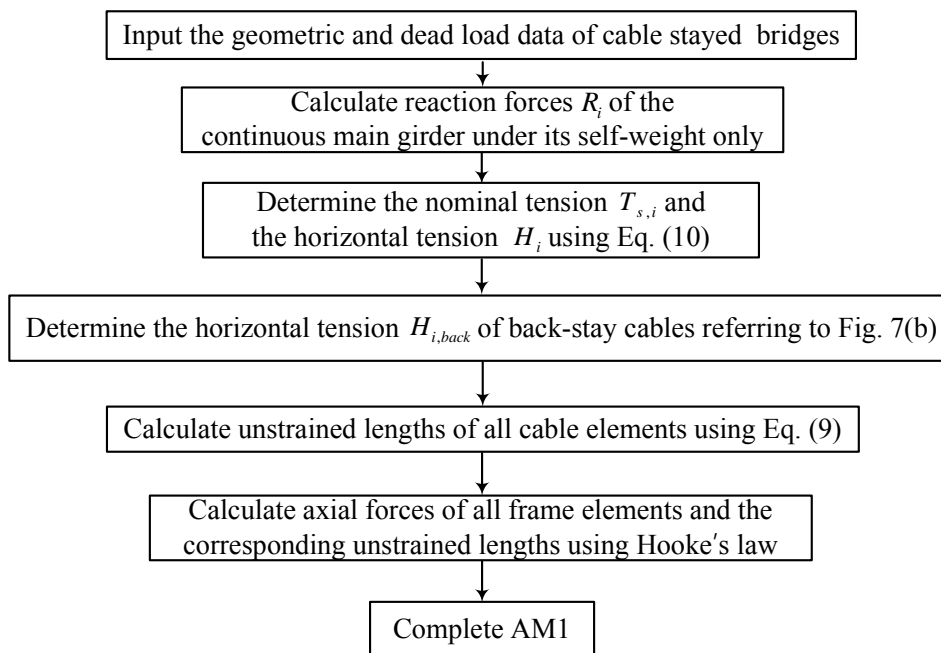 Input the geometric and dead load data of cable stayed bridges
Calculate reaction forces R_i of the
continuous main girder under its self-weight only
Determine the nominal tension T_{s,i} and
the horizontal tension H_i using Eq. (10)
Determine the horizontal tension H_{i,back} of back-stay cables referring to Fig. 7(b)
Calculate unstrained lengths of all cable elements using Eq. (9)
Calculate axial forces of all frame elements and the
corresponding unstrained lengths using Hooke's law
Complete AM1